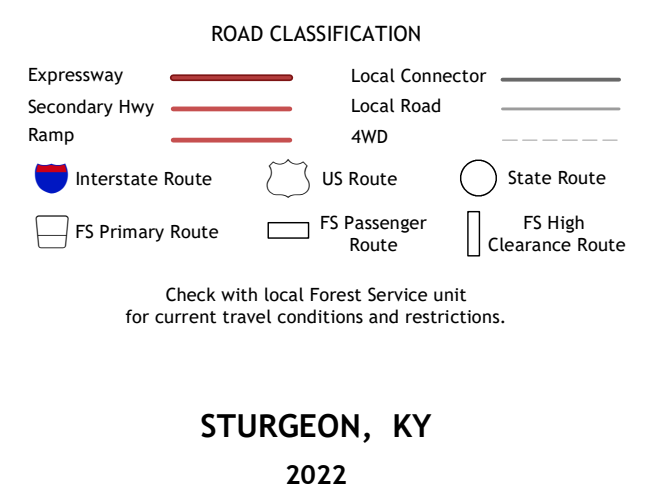 ROAD CLASSIFICATION
Expressway
Local Connector
Secondary Hwy
Local Road
Ramp
4WD
Interstate Route
US Route
State Route
FS Primary Route
FS Passenger
Route
FS High
Clearance Route
Check with local Forest Service unit
for current travel conditions and restrictions.
STURGEON, KY
2022